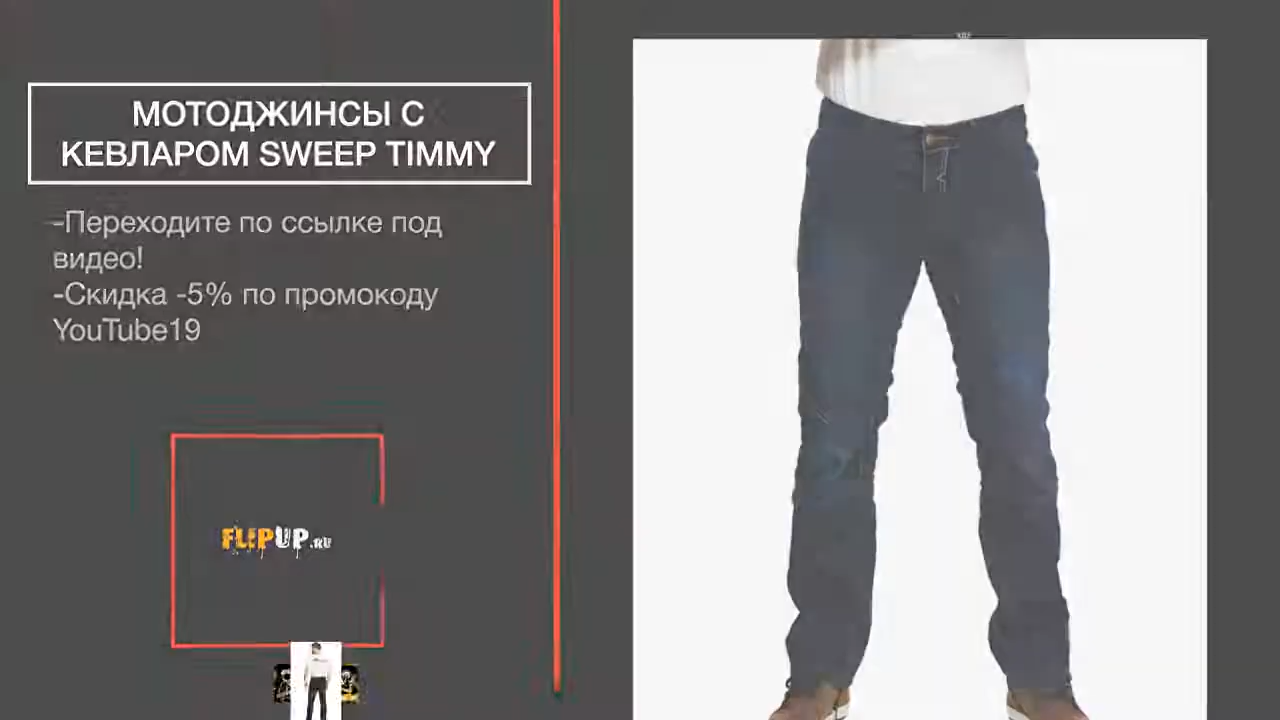 МОТОДЖИНСЫ С
КЕВЛАРОМ SWEEP TIMMY
-Переходите по ссылке под
видео!
-Скидка -5% по промокоду
YouTube19
FLIPUP.RU